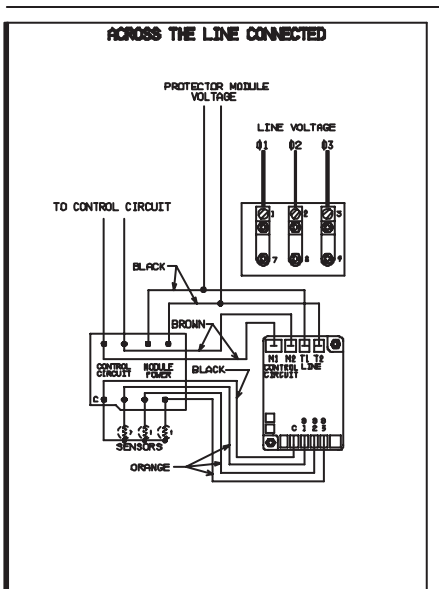 ACROSS THE LINE CONNECTED
PROTECTOR MODULE
VOLTAGE
LINE VOLTAGE
Ø1 Ø2 Ø3
1 2 3
TO CONTROL CIRCUIT
7 8 9
BLACK
BROWN
M1 M2 T1 T2
CONTROL LINE
CIRCUIT
CONTROL MODULE
CIRCUIT POWER
BLACK
C
S S S
C 1 2 3
SENSORS
ORANGE